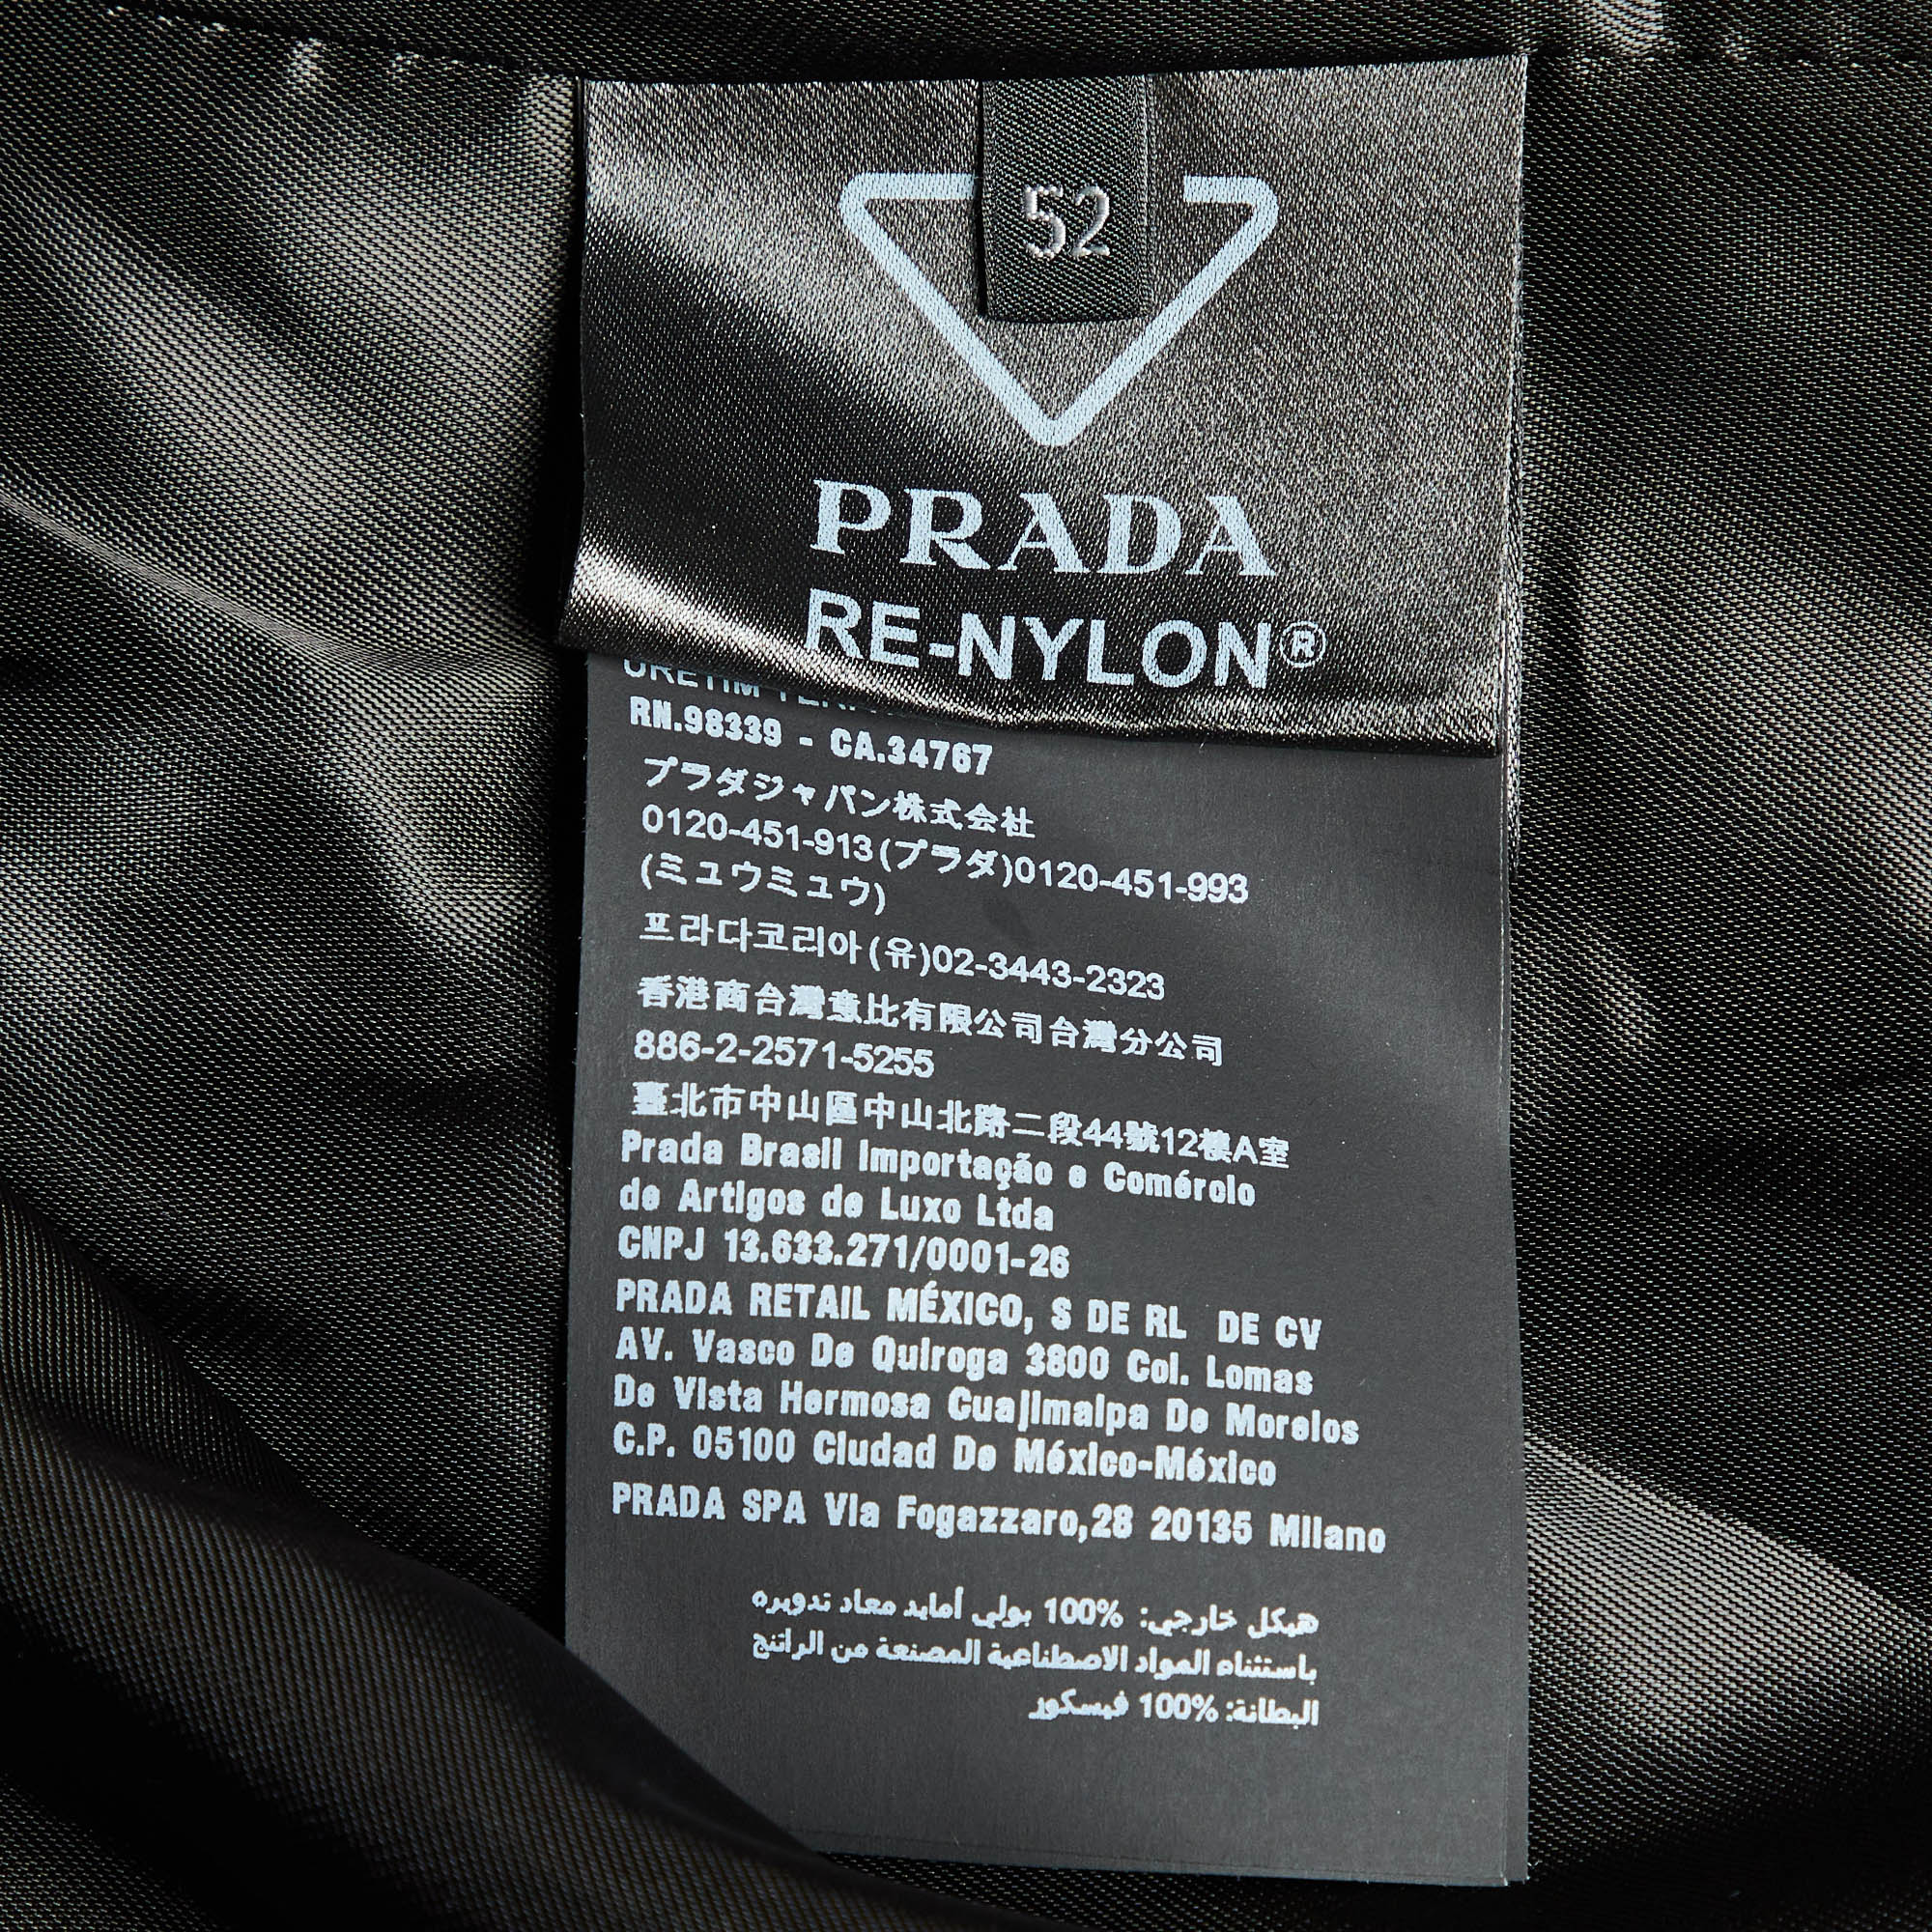 52
PRADA
RE-NYLON®
RN.98339 - CA.34767
プラダジャパン株式会社
0120-451-913(プラダ)0120-451-993
(ミュウミュウ)
프라다코리아(유)02-3443-2323
香港商台灣意比有限公司台灣分公司
886-2-2571-5255
臺北市中山區中山北路二段44號12樓A室
Prada Brasil Importação e Comércio
de Artigos de Luxo Ltda
CNPJ 13.633.271/0001-26
PRADA RETAIL MÉXICO, S DE RL DE CV
AV. Vasco De Quiroga 3800 Col. Lomas
De Vista Hermosa Cuajimalpa De Morelos
C.P. 05100 Ciudad De México-México
PRADA SPA Via Fogazzaro,28 20135 Milano
هيكل خارجي: 100% بولي أمايد معاد تدويره
باستثناء المواد الاصطناعية المصنعة من الراتنج
البطانة: 100% فيسكوز